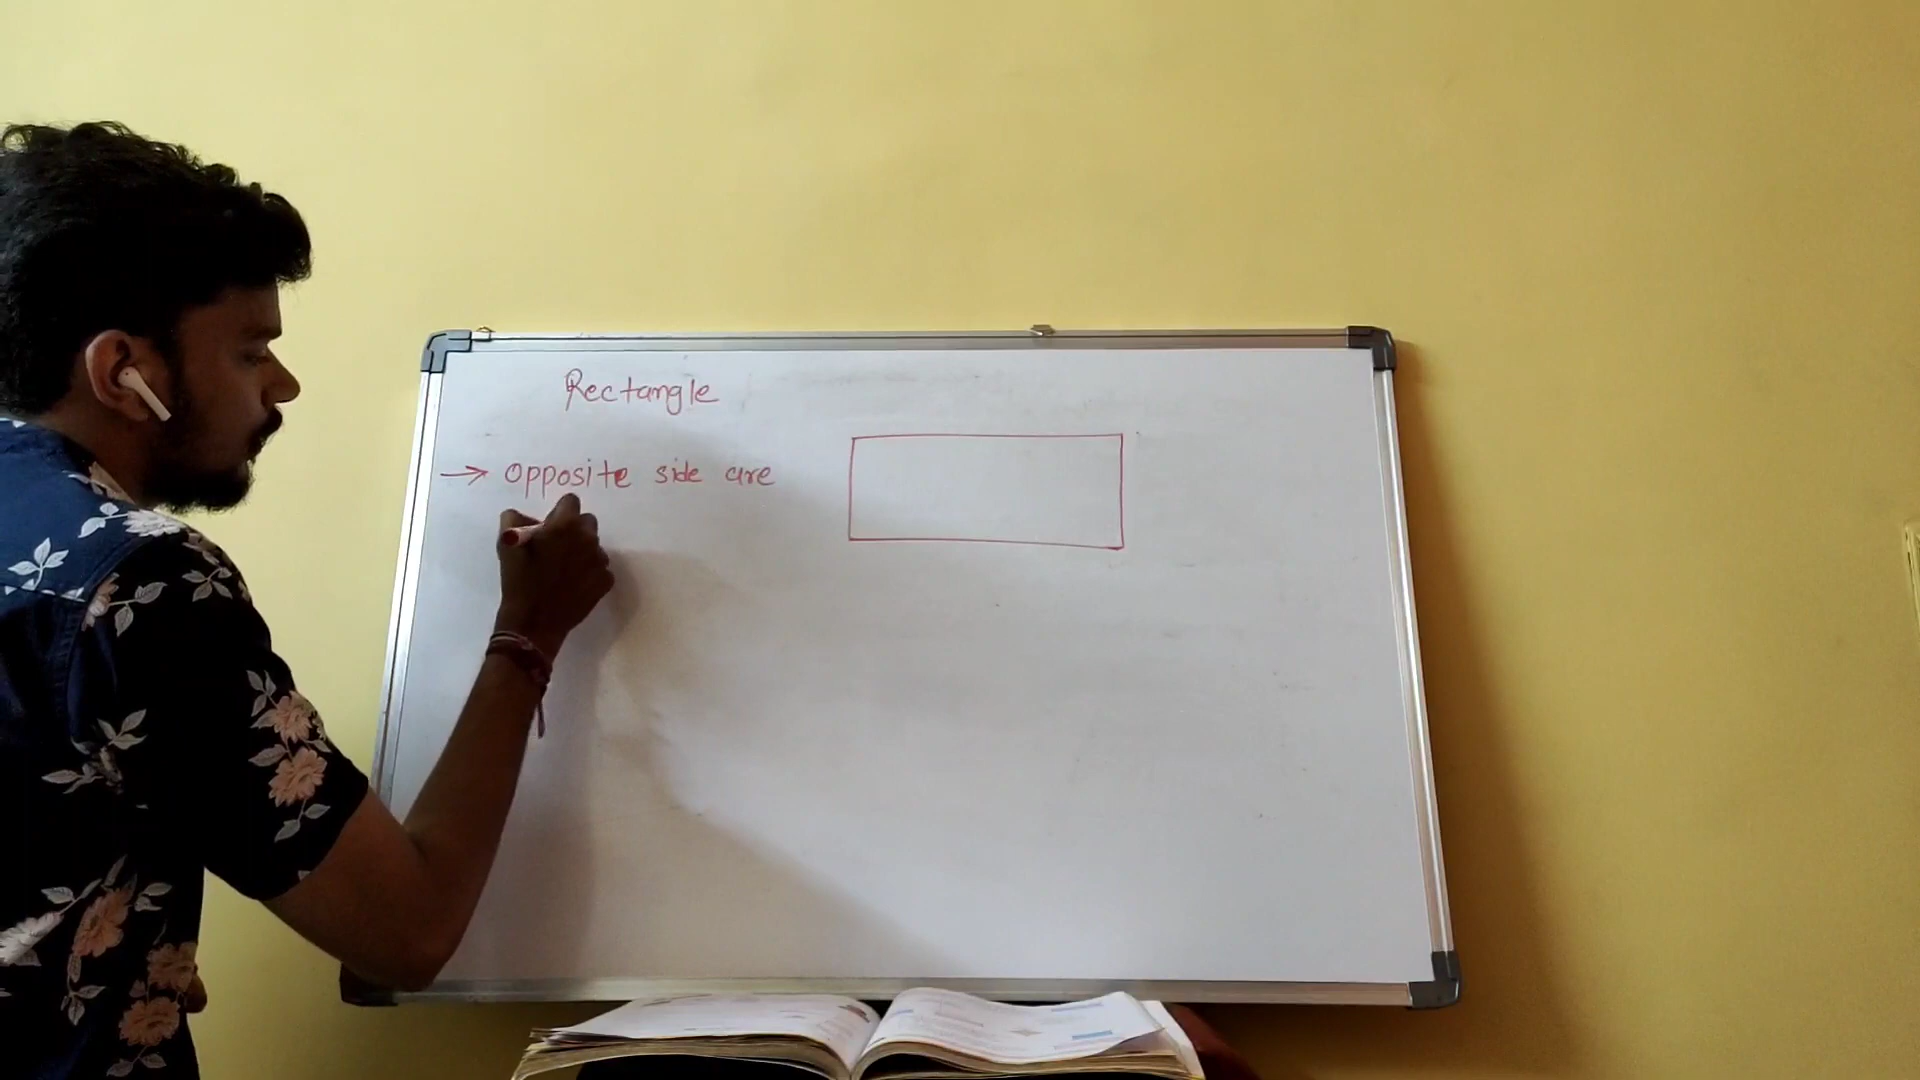 Rectangle
→ Opposite side are